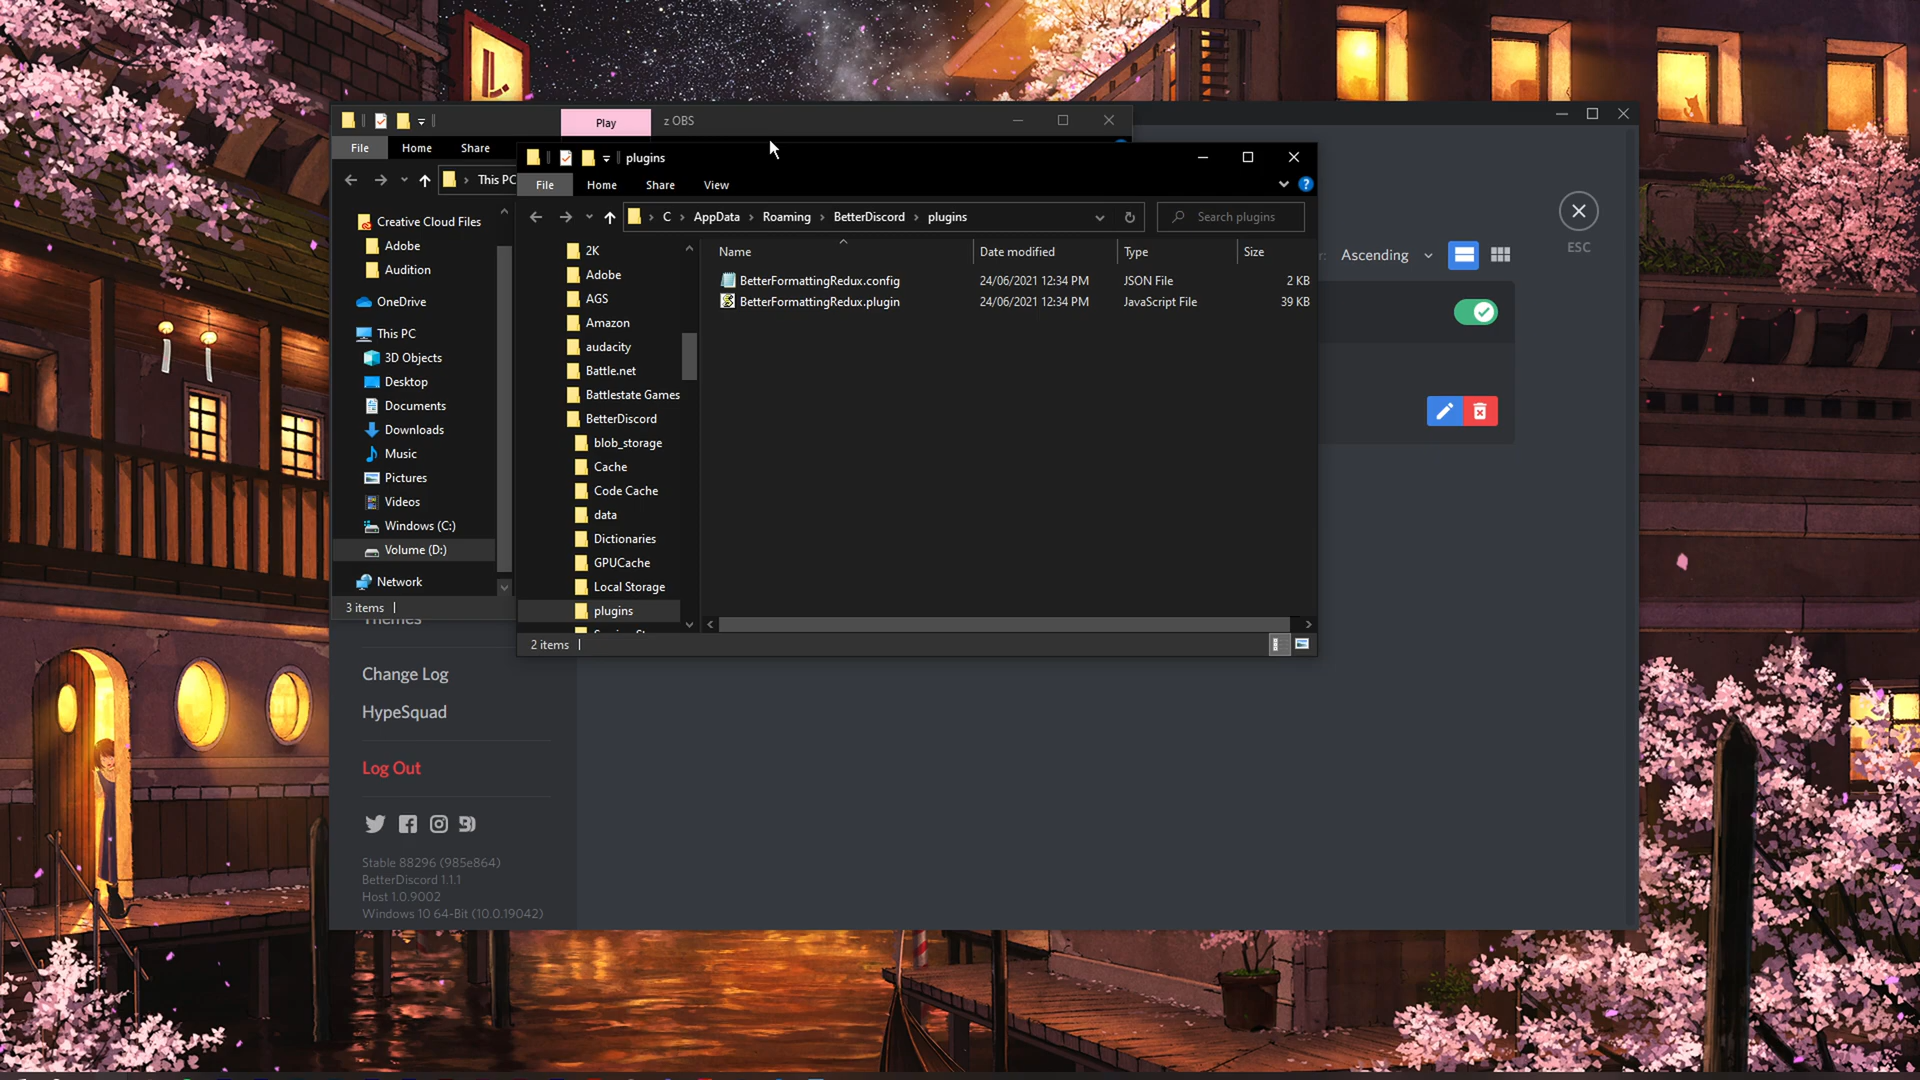 Play
z OBS
File
Home
Share
This PC
Creative Cloud Files
Adobe
Audition
OneDrive
This PC
3D Objects
Desktop
Documents
Downloads
Music
Pictures
Videos
Windows (C:)
Volume (D:)
Network
3 items
plugins
File
Home
Share
View
C
AppData
Roaming
BetterDiscord
plugins
Search plugins
2K
Adobe
AGS
Amazon
audacity
Battle.net
Battlestate Games
BetterDiscord
blob_storage
Cache
Code Cache
data
Dictionaries
GPUCache
Local Storage
plugins
Name Date modified Type Size
BetterFormattingRedux.config 24/06/2021 12:34 PM JSON File 2 KB
BetterFormattingRedux.plugin 24/06/2021 12:34 PM JavaScript File 39 KB
2 items
ESC
Ascending
Themes
Change Log
HypeSquad
Log Out
Stable 88296 (985e864)
BetterDiscord 1.1.1
Host 1.0.9002
Windows 10 64-Bit (10.0.19042)